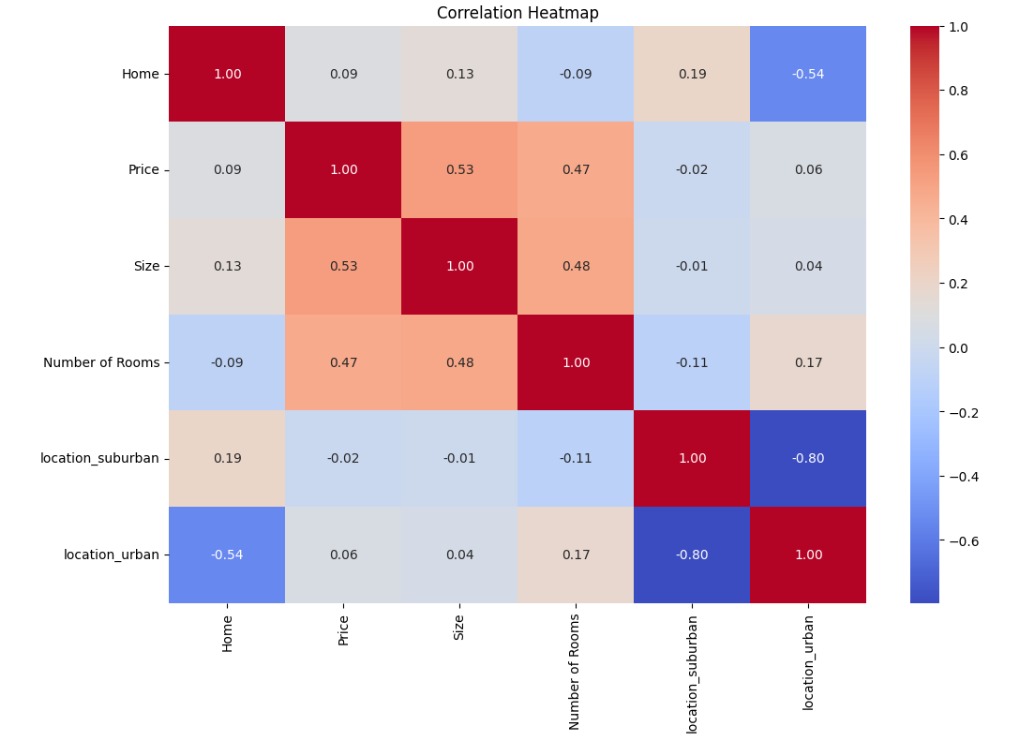 Correlation Heatmap
Home 1.00 0.09 0.13 -0.09 0.19 -0.54
Price 0.09 1.00 0.53 0.47 -0.02 0.06
Size 0.13 0.53 1.00 0.48 -0.01 0.04
Number of Rooms -0.09 0.47 0.48 1.00 -0.11 0.17
location_suburban 0.19 -0.02 -0.01 -0.11 1.00 -0.80
location_urban -0.54 0.06 0.04 0.17 -0.80 1.00
Home
Price
Size
Number of Rooms
location_suburban
location_urban
1.0
0.8
0.6
0.4
0.2
0.0
−0.2
−0.4
−0.6